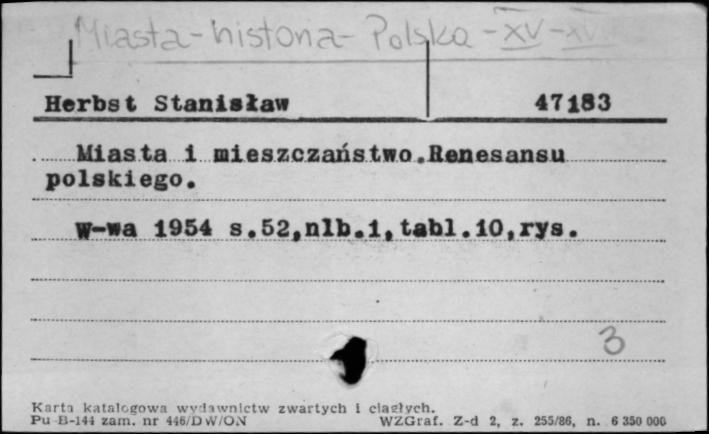 Miasta - historia - Polska - XV - XVI
Herbst Stanisław 47183
Miasta i mieszczaństwo.Renesansu
polskiego.
W-wa 1954 s.52,nlb.1,tabl.10,rys.
3
Karta katalogowa wydawnictw zwartych i ciągłych.
Pu-B-144 zam. nr 446/DW/ON WZGraf. Z-d 2, z. 255/86, n. 6 350 000